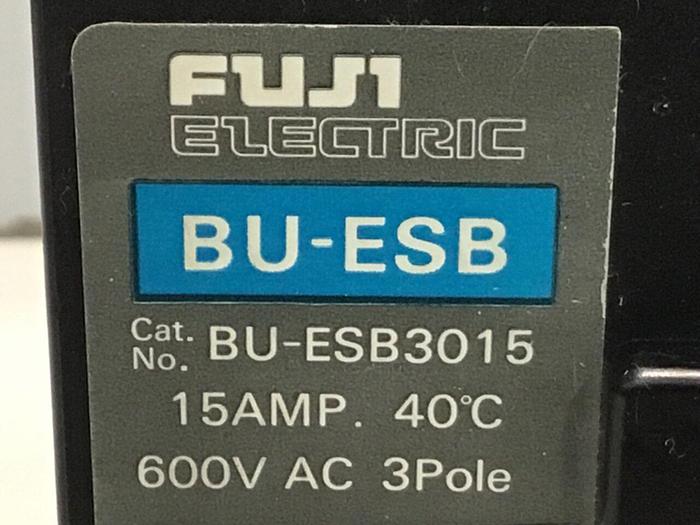 FUJI
ELECTRIC
BU-ESB
Cat. No. BU-ESB3015
15AMP. 40°C
600V AC 3Pole